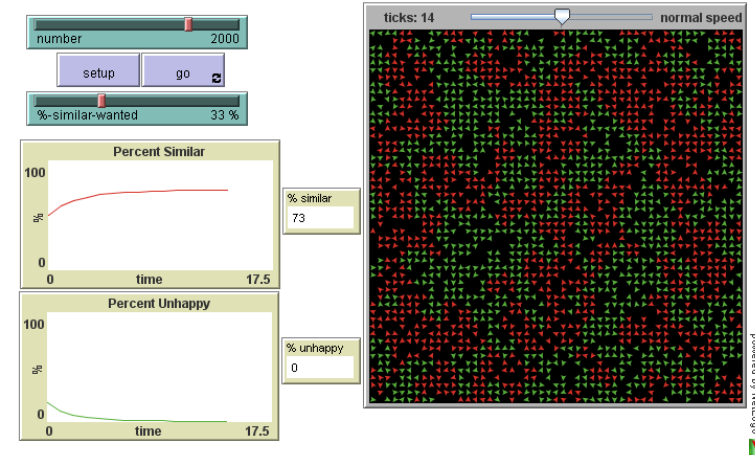 number 2000
setup
go
%-similar-wanted 33 %
Percent Similar
100
%
0
0 time 17.5
% similar
73
Percent Unhappy
100
%
0
0 time 17.5
% unhappy
0
ticks: 14 normal speed
powered by NetLogo